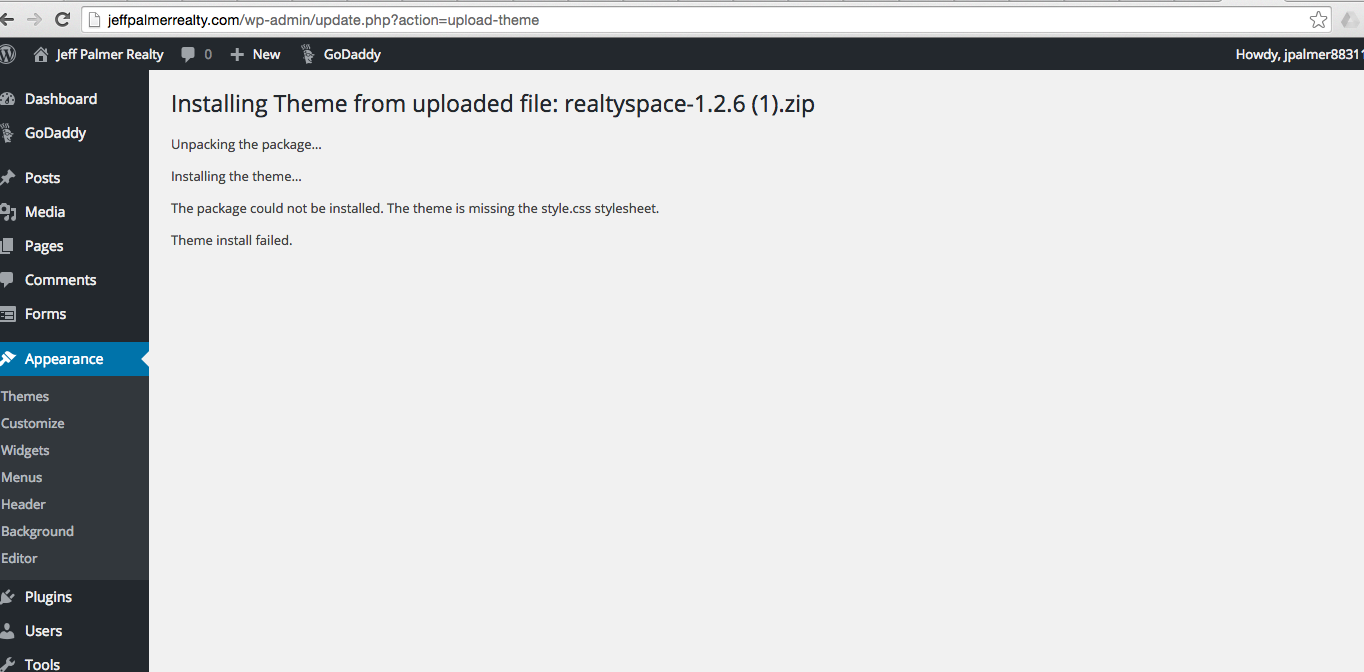 jeffpalmerrealty.com/wp-admin/update.php?action=upload-theme
Jeff Palmer Realty 0 New GoDaddy Howdy, jpalmer88311
Dashboard
GoDaddy
Posts
Media
Pages
Comments
Forms
Appearance
Themes
Customize
Widgets
Menus
Header
Background
Editor
Plugins
Users
Tools
Installing Theme from uploaded file: realtyspace-1.2.6 (1).zip
Unpacking the package...
Installing the theme...
The package could not be installed. The theme is missing the style.css stylesheet.
Theme install failed.